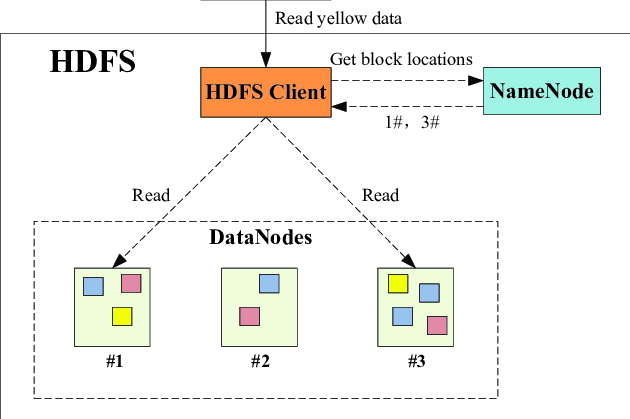 Read yellow data
HDFS
Get block locations
HDFS Client
NameNode
1#，3#
Read
Read
DataNodes
#1
#2
#3